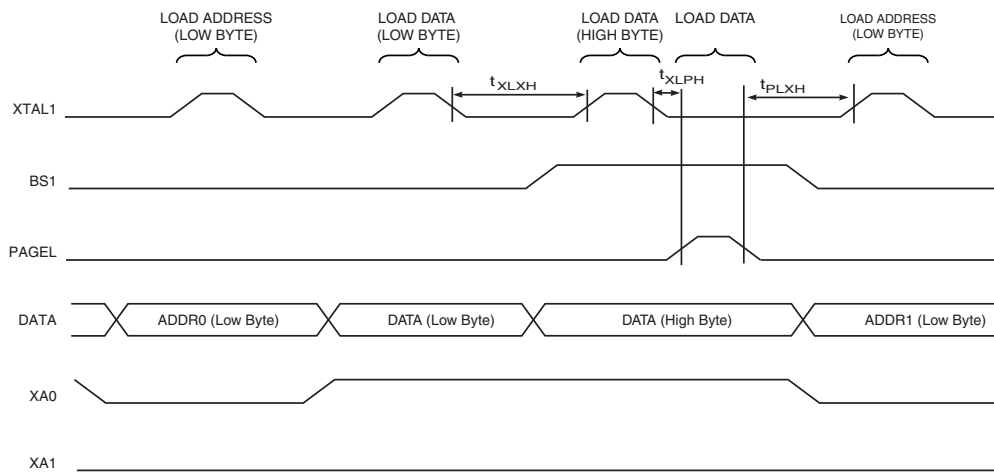 LOAD ADDRESS
(LOW BYTE)
LOAD DATA
(LOW BYTE)
LOAD DATA
(HIGH BYTE)
LOAD DATA
LOAD ADDRESS
(LOW BYTE)
tXLXH
tXLPH
tPLXH
XTAL1
BS1
PAGEL
DATA
ADDR0 (Low Byte)
DATA (Low Byte)
DATA (High Byte)
ADDR1 (Low Byte)
XA0
XA1